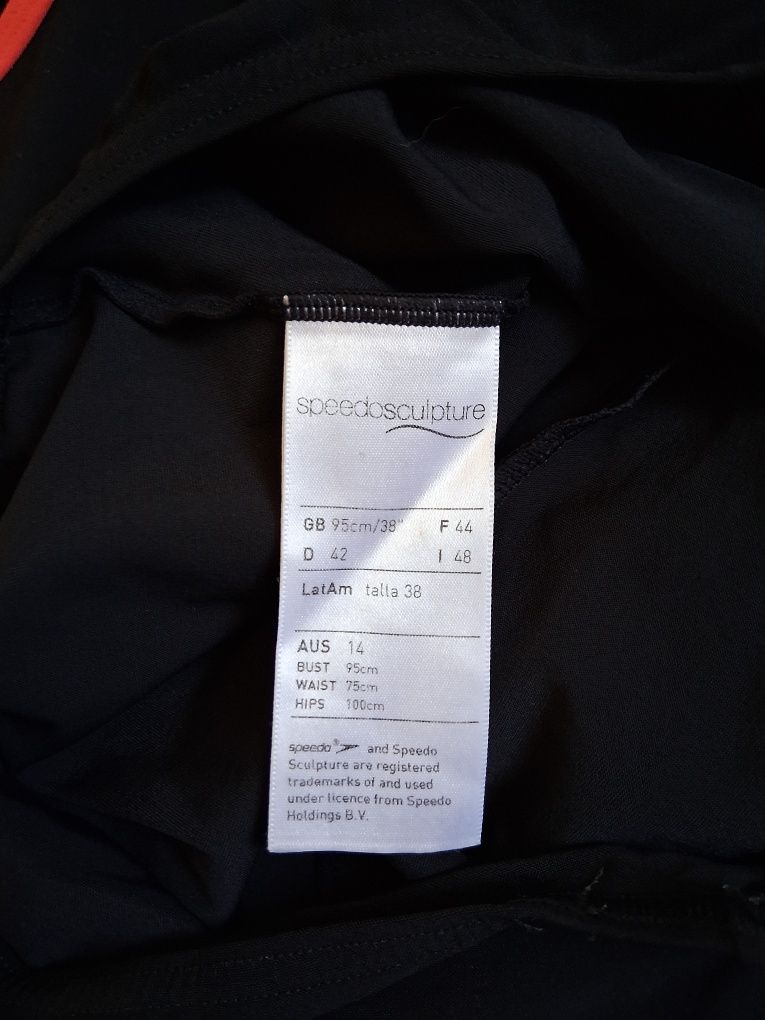 speedosculpture
GB 95cm/38" F 44
D 42 I 48
LatAm talla 38
AUS 14
BUST 95cm
WAIST 75cm
HIPS 100cm
speedo® and Speedo
Sculpture are registered
trademarks of and used
under licence from Speedo
Holdings B.V.